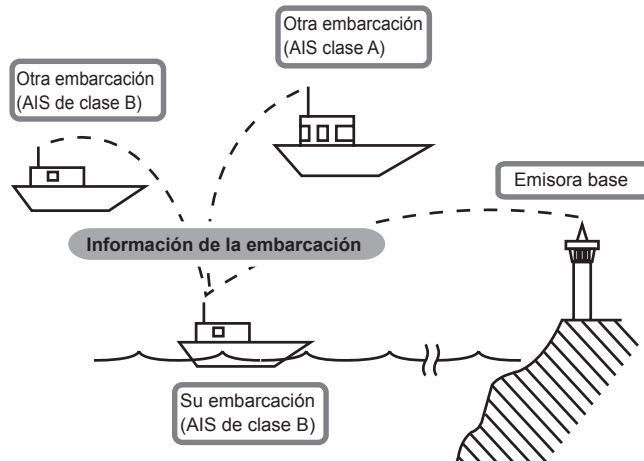 Otra embarcación
(AIS clase A)
Otra embarcación
(AIS de clase B)
Emisora base
Información de la embarcación
Su embarcación
(AIS de clase B)